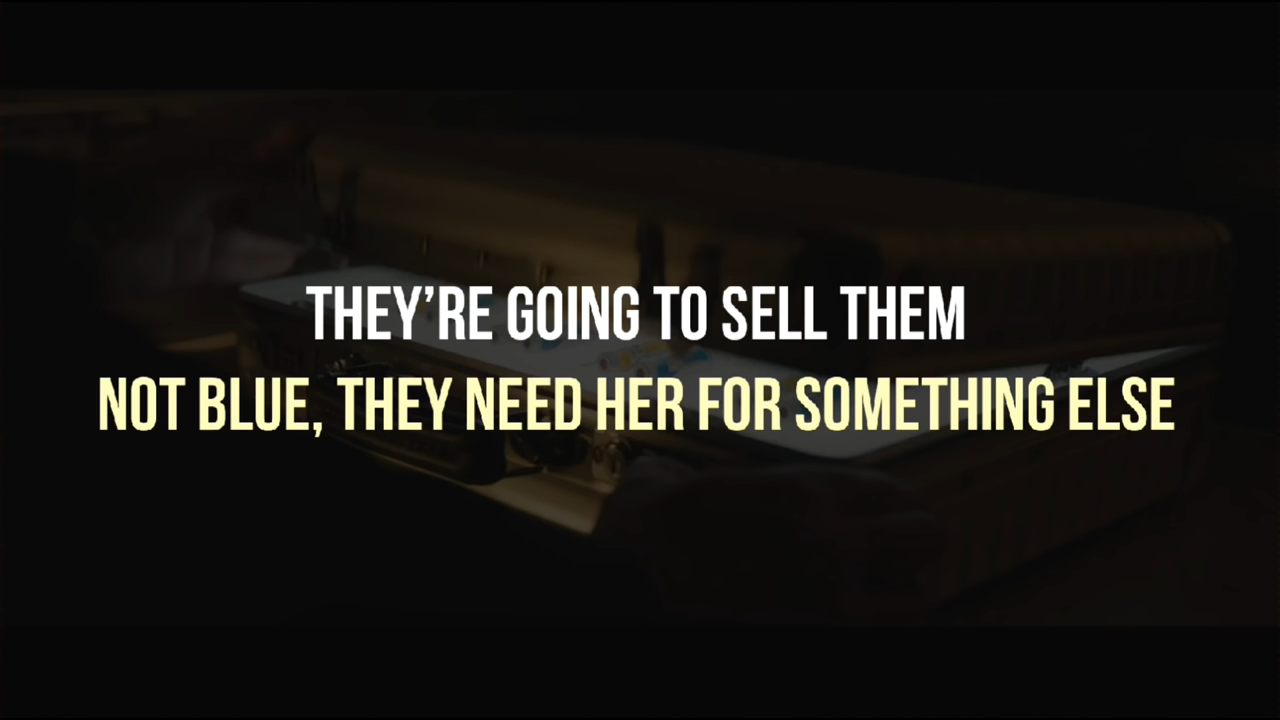 THEY’RE GOING TO SELL THEM
NOT BLUE, THEY NEED HER FOR SOMETHING ELSE